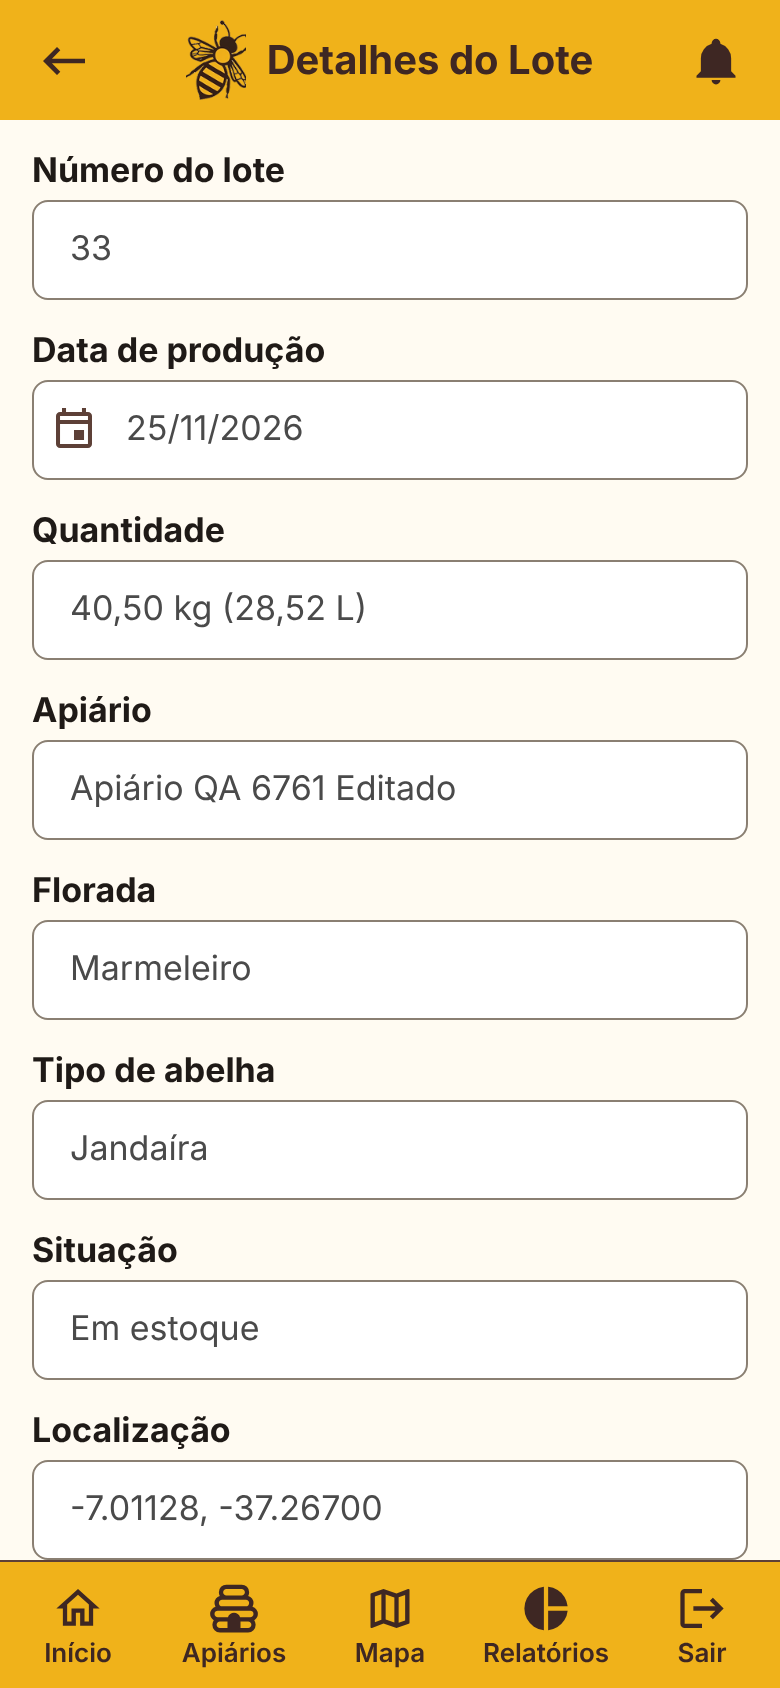 Detalhes do Lote
Número do lote
33
Data de produção
25/11/2026
Quantidade
40,50 kg (28,52 L)
Apiário
Apiário QA 6761 Editado
Florada
Marmeleiro
Tipo de abelha
Jandaíra
Situação
Em estoque
Localização
-7.01128, -37.26700
Início
Apiários
Mapa
Relatórios
Sair